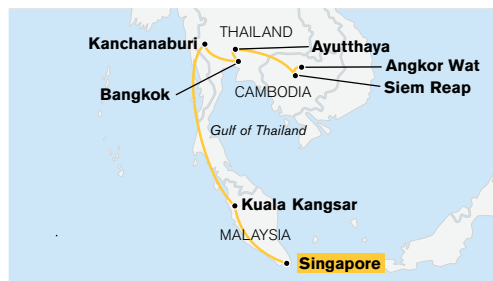 THAILAND
Kanchanaburi
Ayutthaya
Angkor Wat
Bangkok
CAMBODIA
Siem Reap
Gulf of Thailand
Kuala Kangsar
MALAYSIA
Singapore